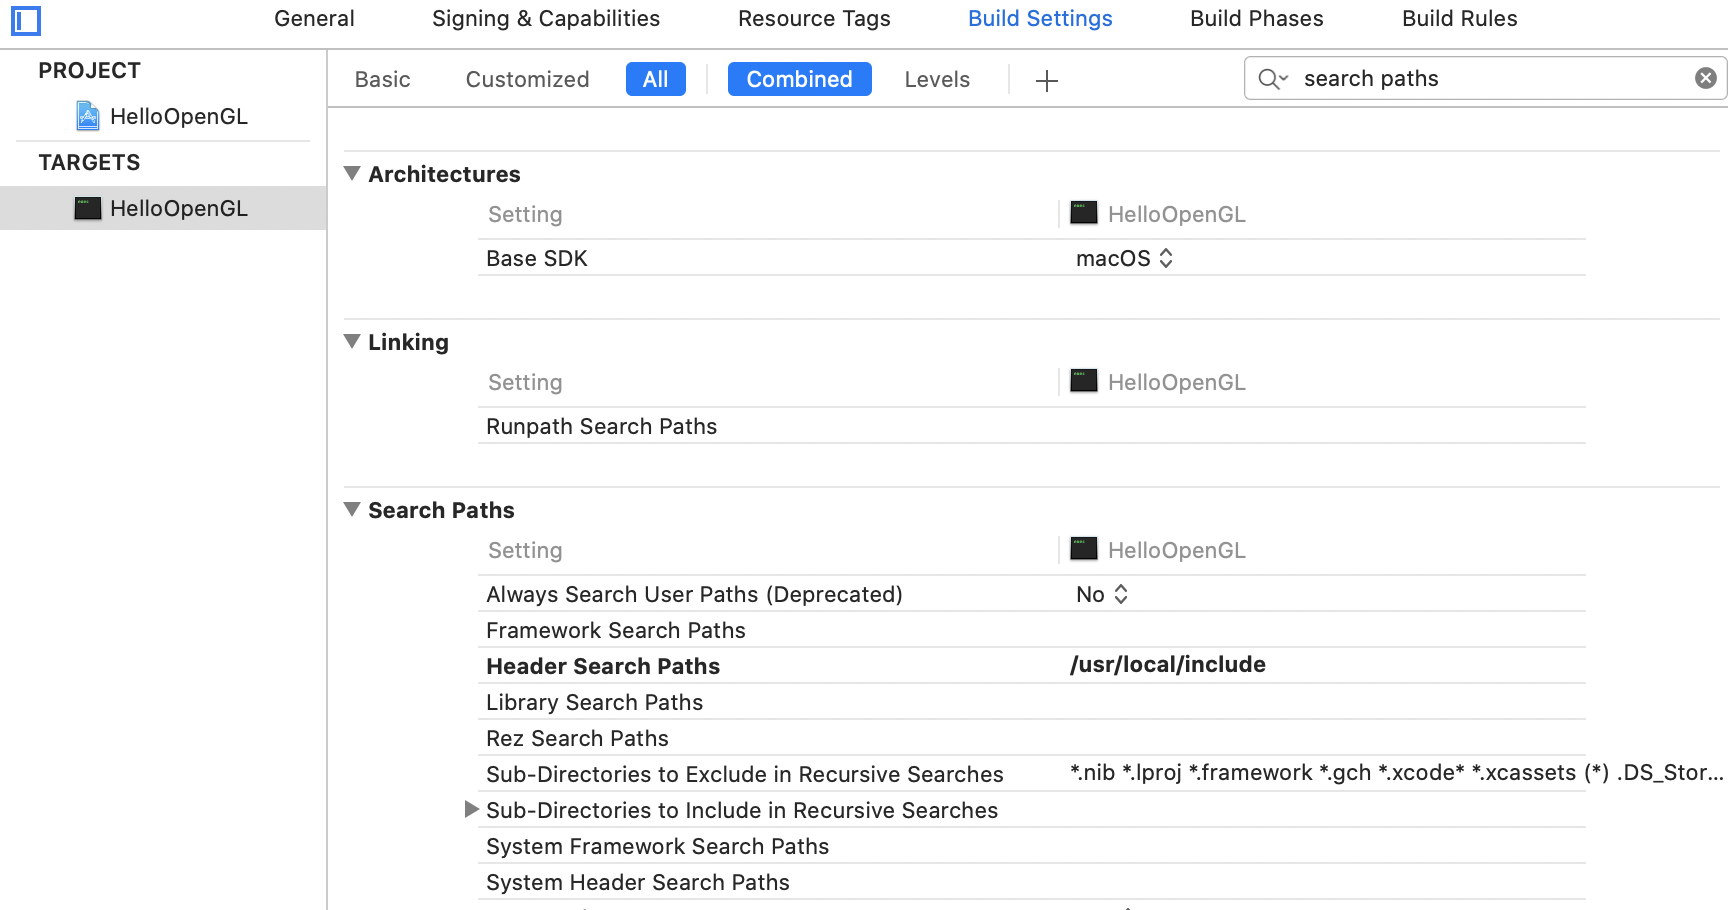 General Signing & Capabilities Resource Tags Build Settings Build Phases Build Rules
PROJECT
HelloOpenGL
TARGETS
HelloOpenGL
Basic Customized All Combined Levels + search paths
Architectures
Setting HelloOpenGL
Base SDK macOS
Linking
Setting HelloOpenGL
Runpath Search Paths
Search Paths
Setting HelloOpenGL
Always Search User Paths (Deprecated) No
Framework Search Paths
Header Search Paths /usr/local/include
Library Search Paths
Rez Search Paths
Sub-Directories to Exclude in Recursive Searches *.nib *.lproj *.framework *.gch *.xcode* *.xcassets (*) .DS_Stor...
Sub-Directories to Include in Recursive Searches
System Framework Search Paths
System Header Search Paths